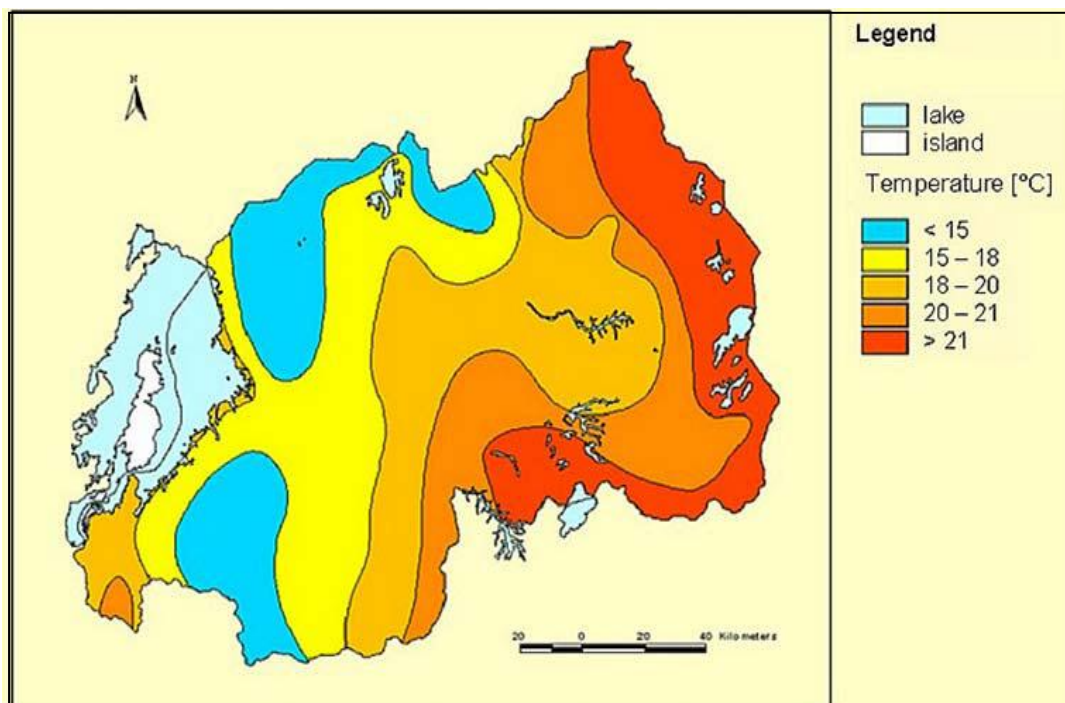 Legend
N
lake
island
Temperature [°C]
< 15
15 – 18
18 – 20
20 – 21
> 21
20 0 20 40 Kilometers